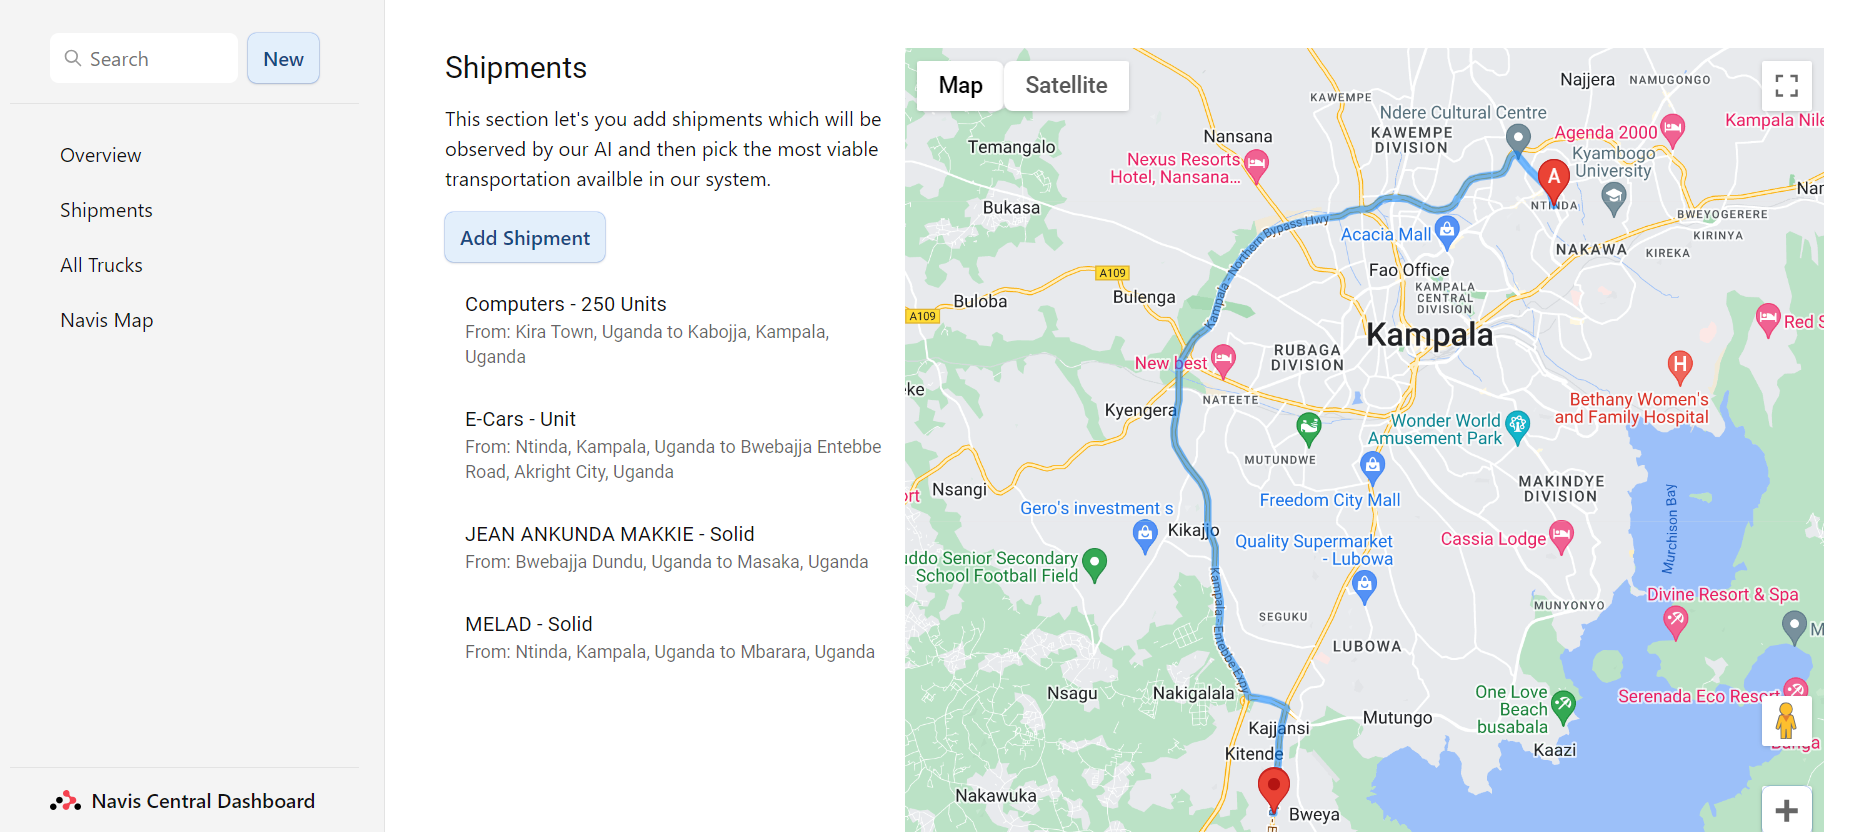 Search
New
Overview
Shipments
All Trucks
Navis Map
Navis Central Dashboard
Shipments
This section let's you add shipments which will be
observed by our AI and then pick the most viable
transportation availble in our system.
Add Shipment
Computers - 250 Units
From: Kira Town, Uganda to Kabojja, Kampala,
Uganda
E-Cars - Unit
From: Ntinda, Kampala, Uganda to Bwebajja Entebbe
Road, Akright City, Uganda
JEAN ANKUNDA MAKKIE - Solid
From: Bwebajja Dundu, Uganda to Masaka, Uganda
MELAD - Solid
From: Ntinda, Kampala, Uganda to Mbarara, Uganda
Map
Satellite
Najjera
NAMUGONGO
KAWEMPE
Ndere Cultural Centre
Kampala Nile
Agenda 2000
KAWEMPE
DIVISION
Nansana
Temangalo
Kyambogo
University
Nexus Resorts
Hotel, Nansana...
A
Nan
NTINDA
Bukasa
BWEYOGERERE
Kampala - Northern Bypass Hwy
Acacia Mall
KIRINYA
NAKAWA
KIREKA
Fao Office
A109
KAMPALA
CENTRAL
DIVISION
Buloba
Bulenga
A109
Red S
Kampala
RUBAGA
DIVISION
New best
H
eke
NATEETE
Bethany Women's
and Family Hospital
Kyengera
Wonder World
Amusement Park
MUTUNDWE
Nsangi
ort
MAKINDYE
DIVISION
Freedom City Mall
Gero's investment s
Murchison Bay
Kikajjo
Quality Supermarket
- Lubowa
Cassia Lodge
uddo Senior Secondary
School Football Field
Kampala - Entebbe Expy
Divine Resort & Spa
MUNYONYO
SEGUKU
M
LUBOWA
Nsagu
Nakigalala
One Love
Beach
busabala
Serenada Eco Resort
Mutungo
Kajjansi
Kaazi
Kitende
Nakawuka
Bweya